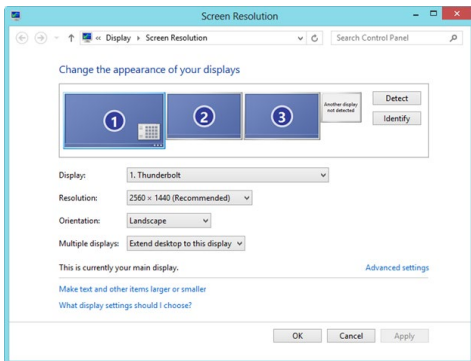 Screen Resolution
« Display ▸ Screen Resolution
Search Control Panel
Change the appearance of your displays
1
2
3
Another display
not detected
Detect
Identify
Display: 1. Thunderbolt
Resolution: 2560 × 1440 (Recommended)
Orientation: Landscape
Multiple displays: Extend desktop to this display
This is currently your main display.
Advanced settings
Make text and other items larger or smaller
What display settings should I choose?
OK
Cancel
Apply